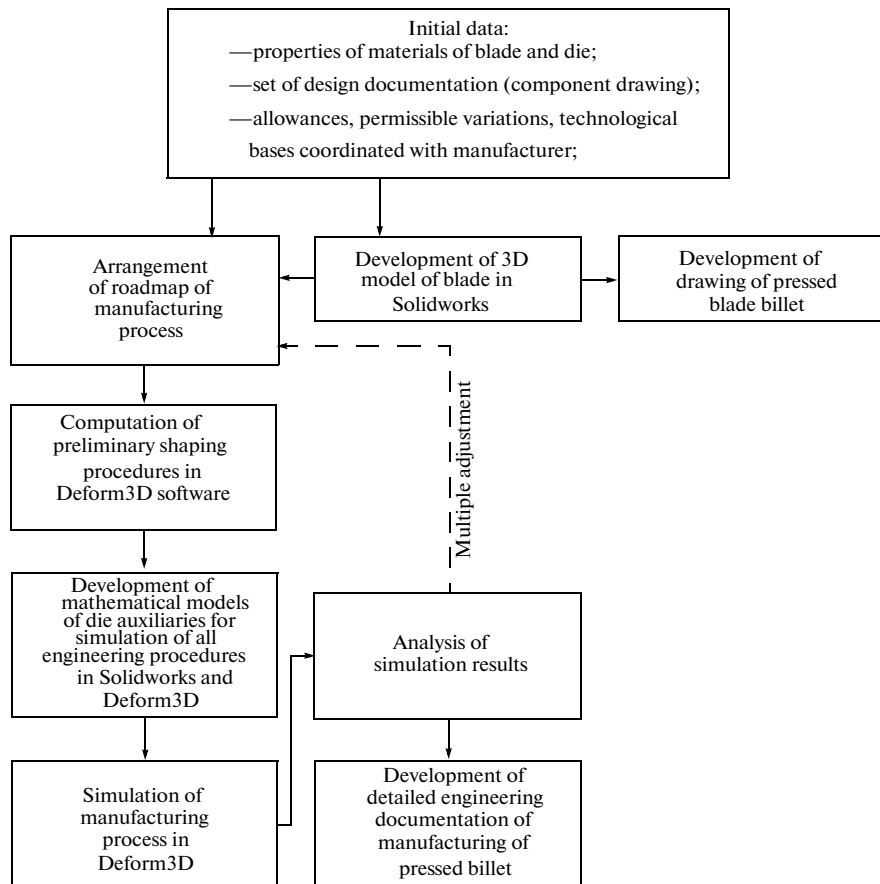 Initial data:
—properties of materials of blade and die;
—set of design documentation (component drawing);
—allowances, permissible variations, technological
bases coordinated with manufacturer;
Arrangement
of roadmap of
manufacturing
process
Development of 3D
model of blade in
Solidworks
Development of
drawing of pressed
blade billet
Computation of
preliminary shaping
procedures in
Deform3D software
Multiple adjustment
Development of
mathematical models
of die auxiliaries for
simulation of all
engineering procedures
in Solidworks and
Deform3D
Analysis of
simulation results
Simulation of
manufacturing
process in
Deform3D
Development of
detailed engineering
documentation of
manufacturing of
pressed billet